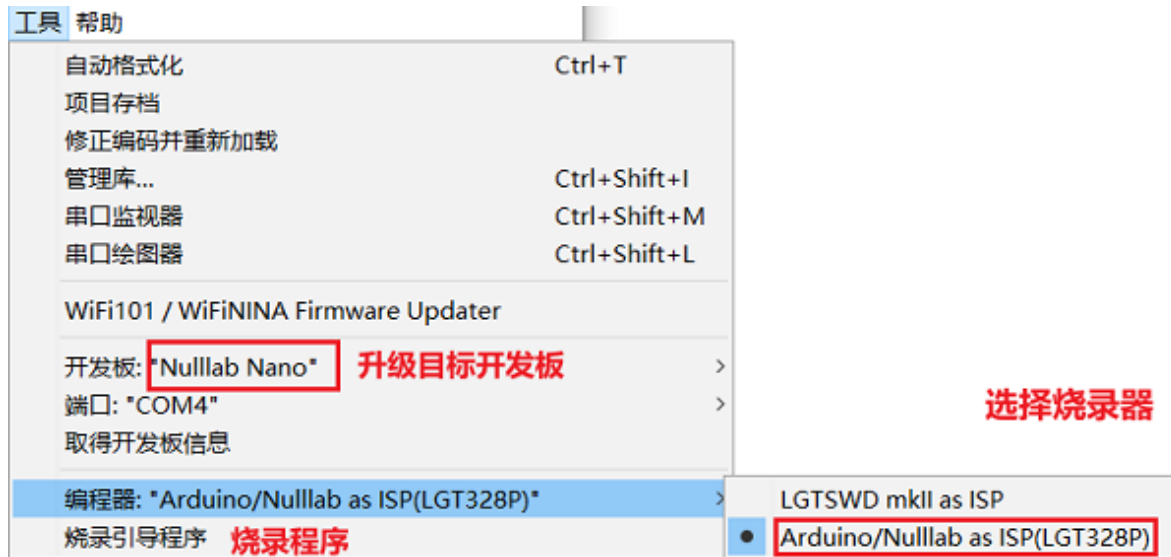 工具 帮助
自动格式化 Ctrl+T
项目存档
修正编码并重新加载
管理库... Ctrl+Shift+I
串口监视器 Ctrl+Shift+M
串口绘图器 Ctrl+Shift+L
WiFi101 / WiFiNINA Firmware Updater
开发板: "Nulllab Nano" 升级目标开发板
端口: "COM4"
选择烧录器
取得开发板信息
编程器: "Arduino/Nulllab as ISP(LGT328P)"
LGTSWD mkII as ISP
烧录引导程序 烧录程序
Arduino/Nulllab as ISP(LGT328P)